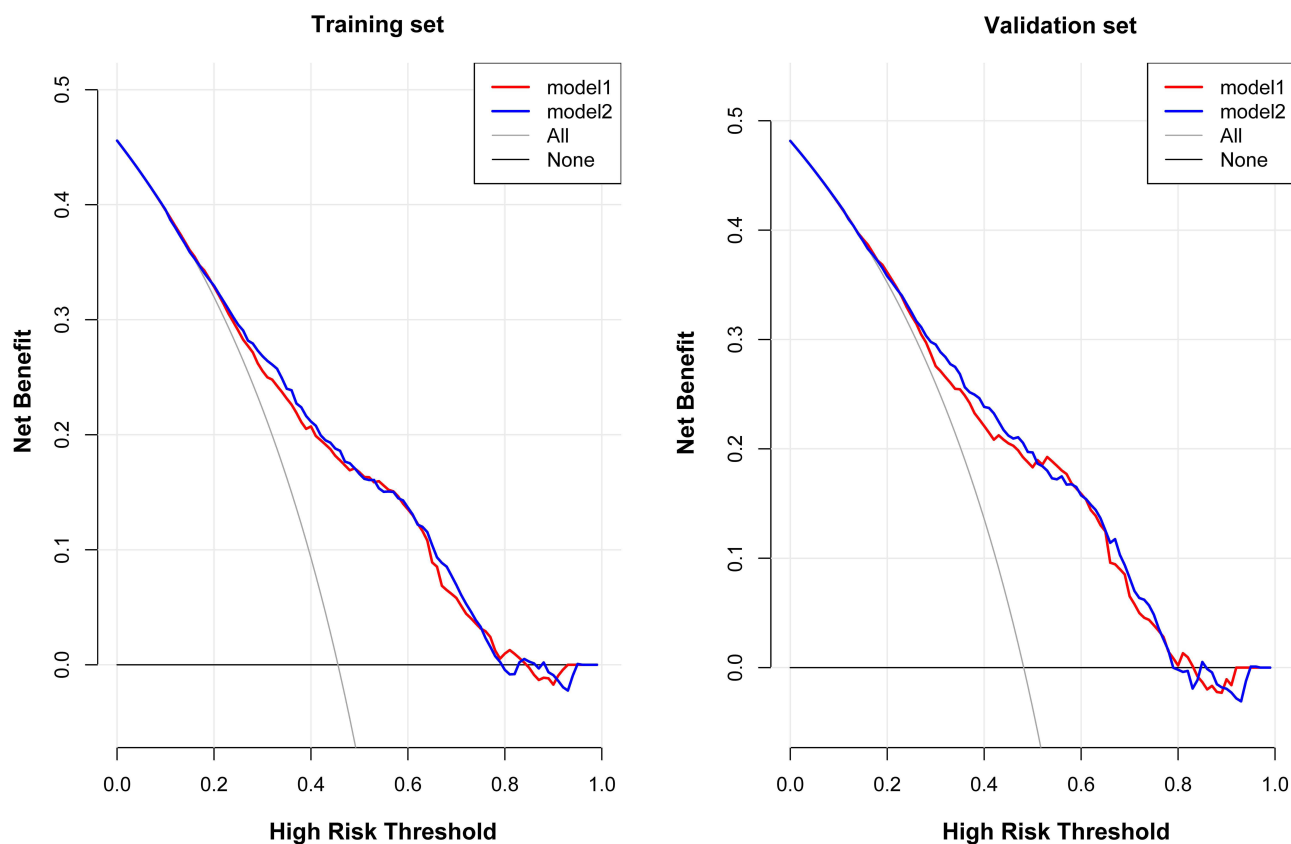 Training set
model1
model2
All
None
Net Benefit
0.5
0.4
0.3
0.2
0.1
0.0
0.0 0.2 0.4 0.6 0.8 1.0
High Risk Threshold
Validation set
model1
model2
All
None
Net Benefit
0.5
0.4
0.3
0.2
0.1
0.0
0.0 0.2 0.4 0.6 0.8 1.0
High Risk Threshold